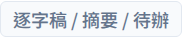 逐字稿 / 摘要 / 待辦